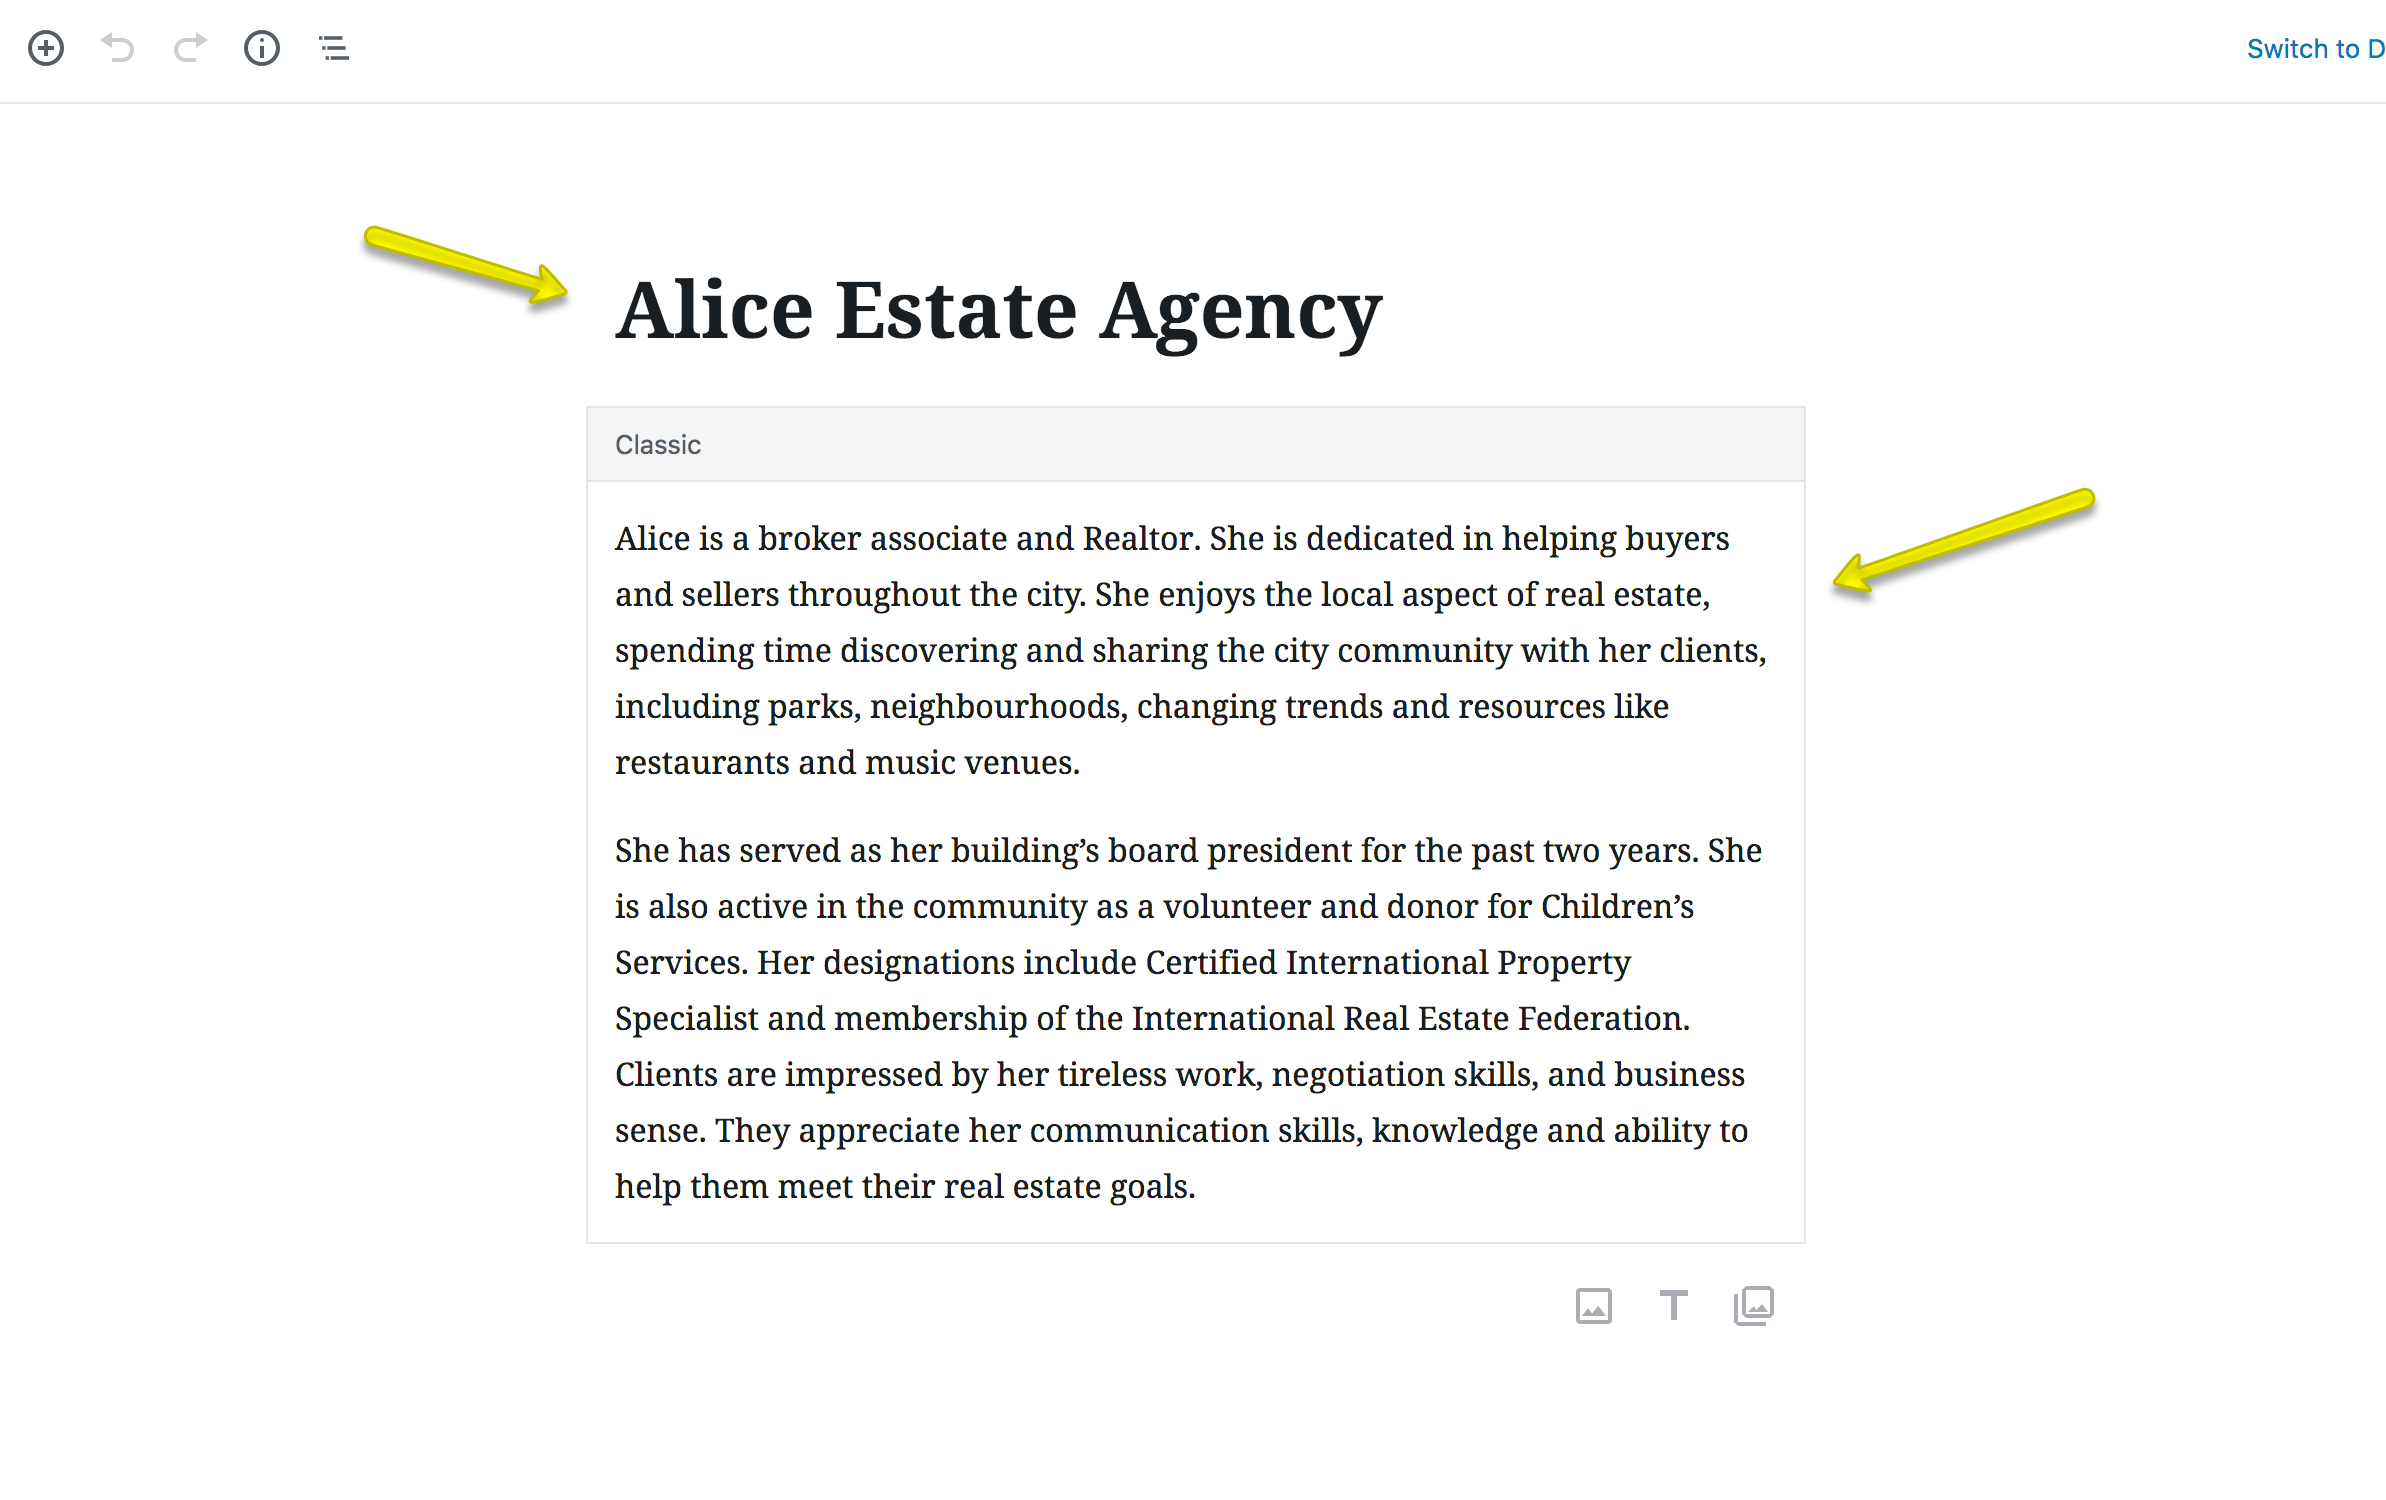 Switch to D
Alice Estate Agency
Classic
Alice is a broker associate and Realtor. She is dedicated in helping buyers
and sellers throughout the city. She enjoys the local aspect of real estate,
spending time discovering and sharing the city community with her clients,
including parks, neighbourhoods, changing trends and resources like
restaurants and music venues.
She has served as her building’s board president for the past two years. She
is also active in the community as a volunteer and donor for Children’s
Services. Her designations include Certified International Property
Specialist and membership of the International Real Estate Federation.
Clients are impressed by her tireless work, negotiation skills, and business
sense. They appreciate her communication skills, knowledge and ability to
help them meet their real estate goals.